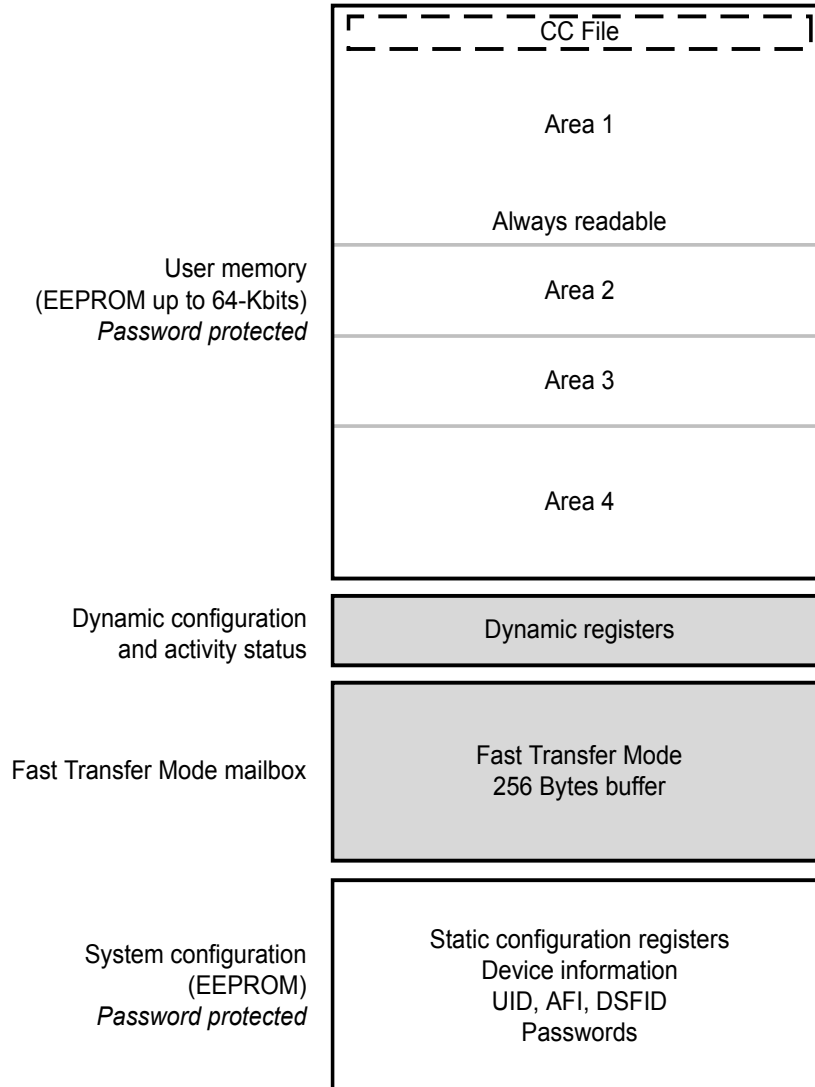 CC File
Area 1
Always readable
User memory
(EEPROM up to 64-Kbits)
Password protected
Area 2
Area 3
Area 4
Dynamic configuration
and activity status
Dynamic registers
Fast Transfer Mode mailbox
Fast Transfer Mode
256 Bytes buffer
System configuration
(EEPROM)
Password protected
Static configuration registers
Device information
UID, AFI, DSFID
Passwords